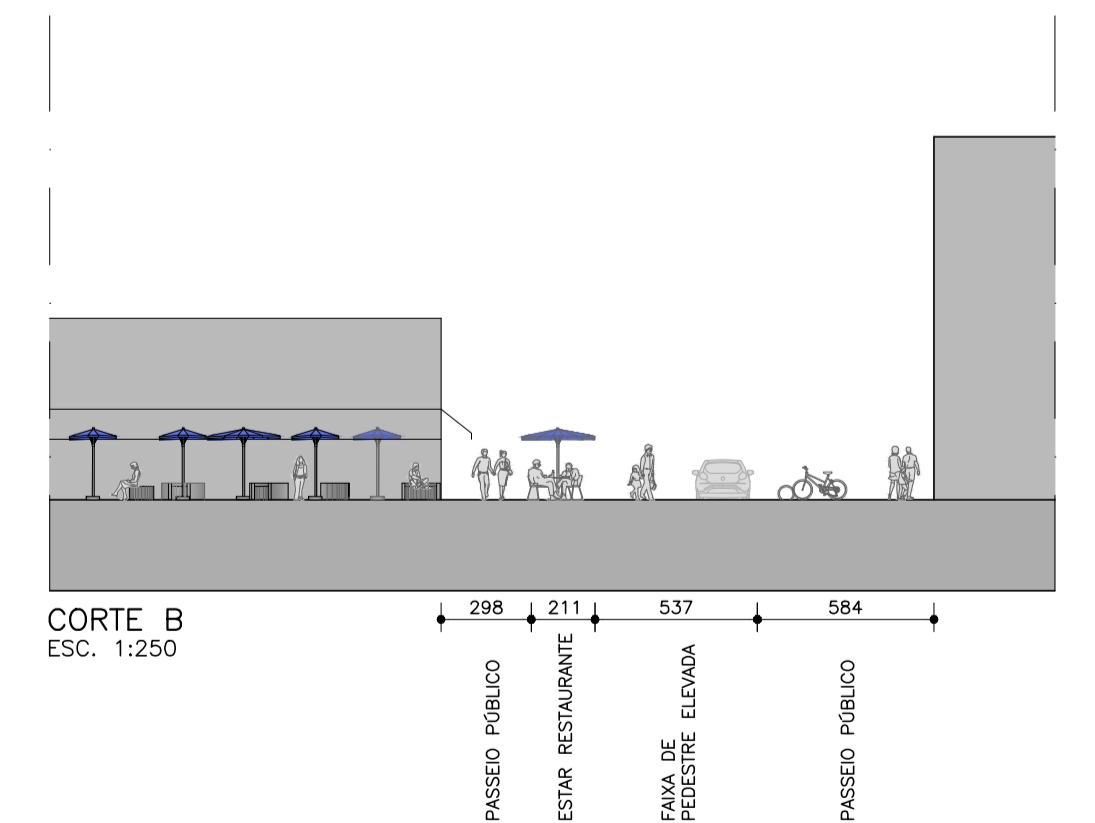 298 211 537 584
CORTE B
ESC. 1:250
PASSEIO PÚBLICO
ESTAR RESTAURANTE
FAIXA DE
PEDESTRE ELEVADA
PASSEIO PÚBLICO